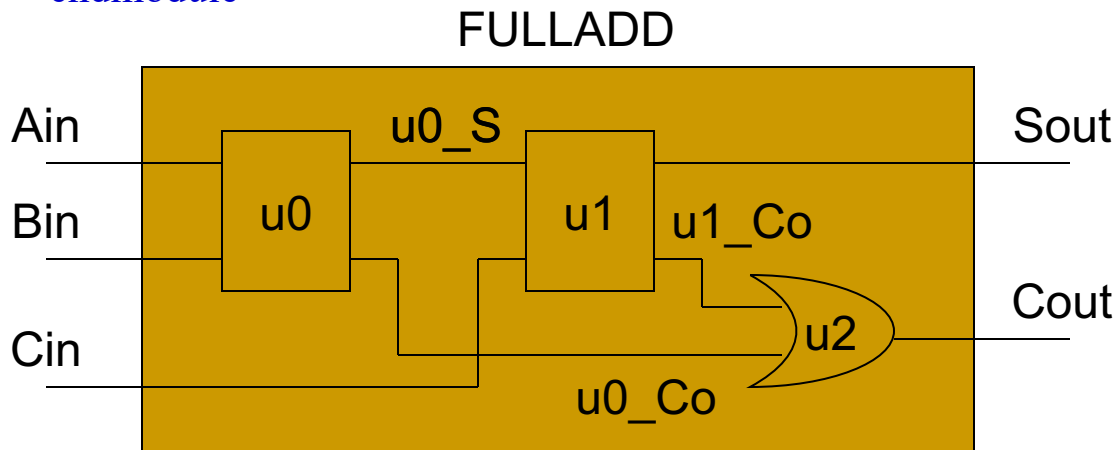 FULLADD
Ain
u0_S
Sout
u0
u1
Bin
u1_Co
Cout
Cin
u2
u0_Co